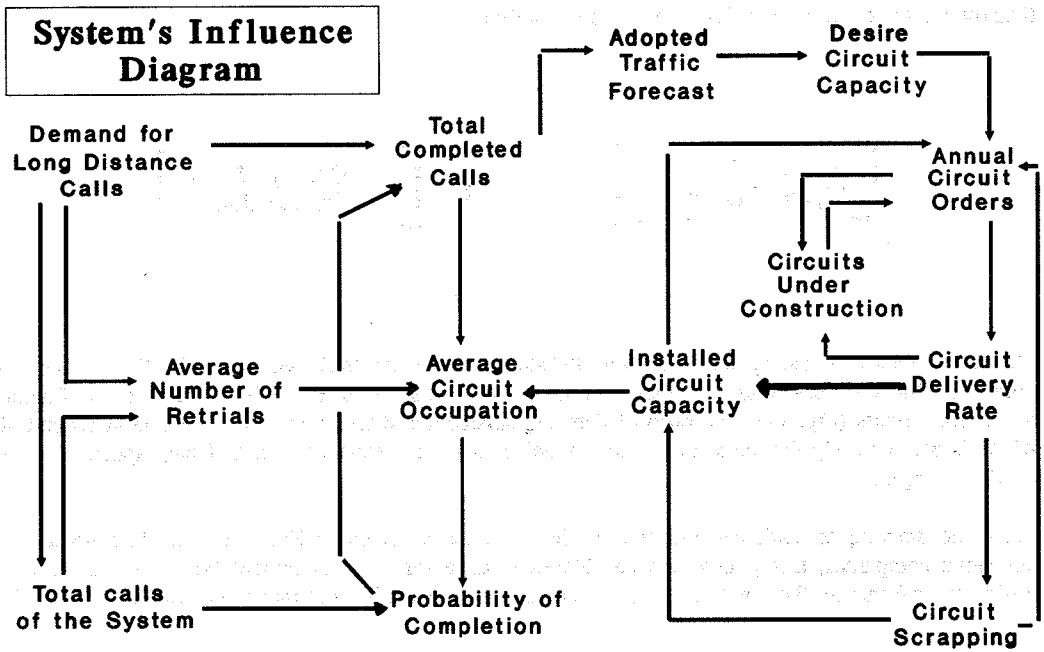 System's Influence
Diagram
Adopted
Traffic
Forecast
Desire
Circuit
Capacity
Demand for
Long Distance
Calls
Total
Completed
Calls
Annual
Circuit
Orders
Circuits
Under
Construction
Average
Number of
Retrials
Average
Circuit
Occupation
Installed
Circuit
Capacity
Circuit
Delivery
Rate
Total calls
of the System
Probability of
Completion
Circuit
Scrapping